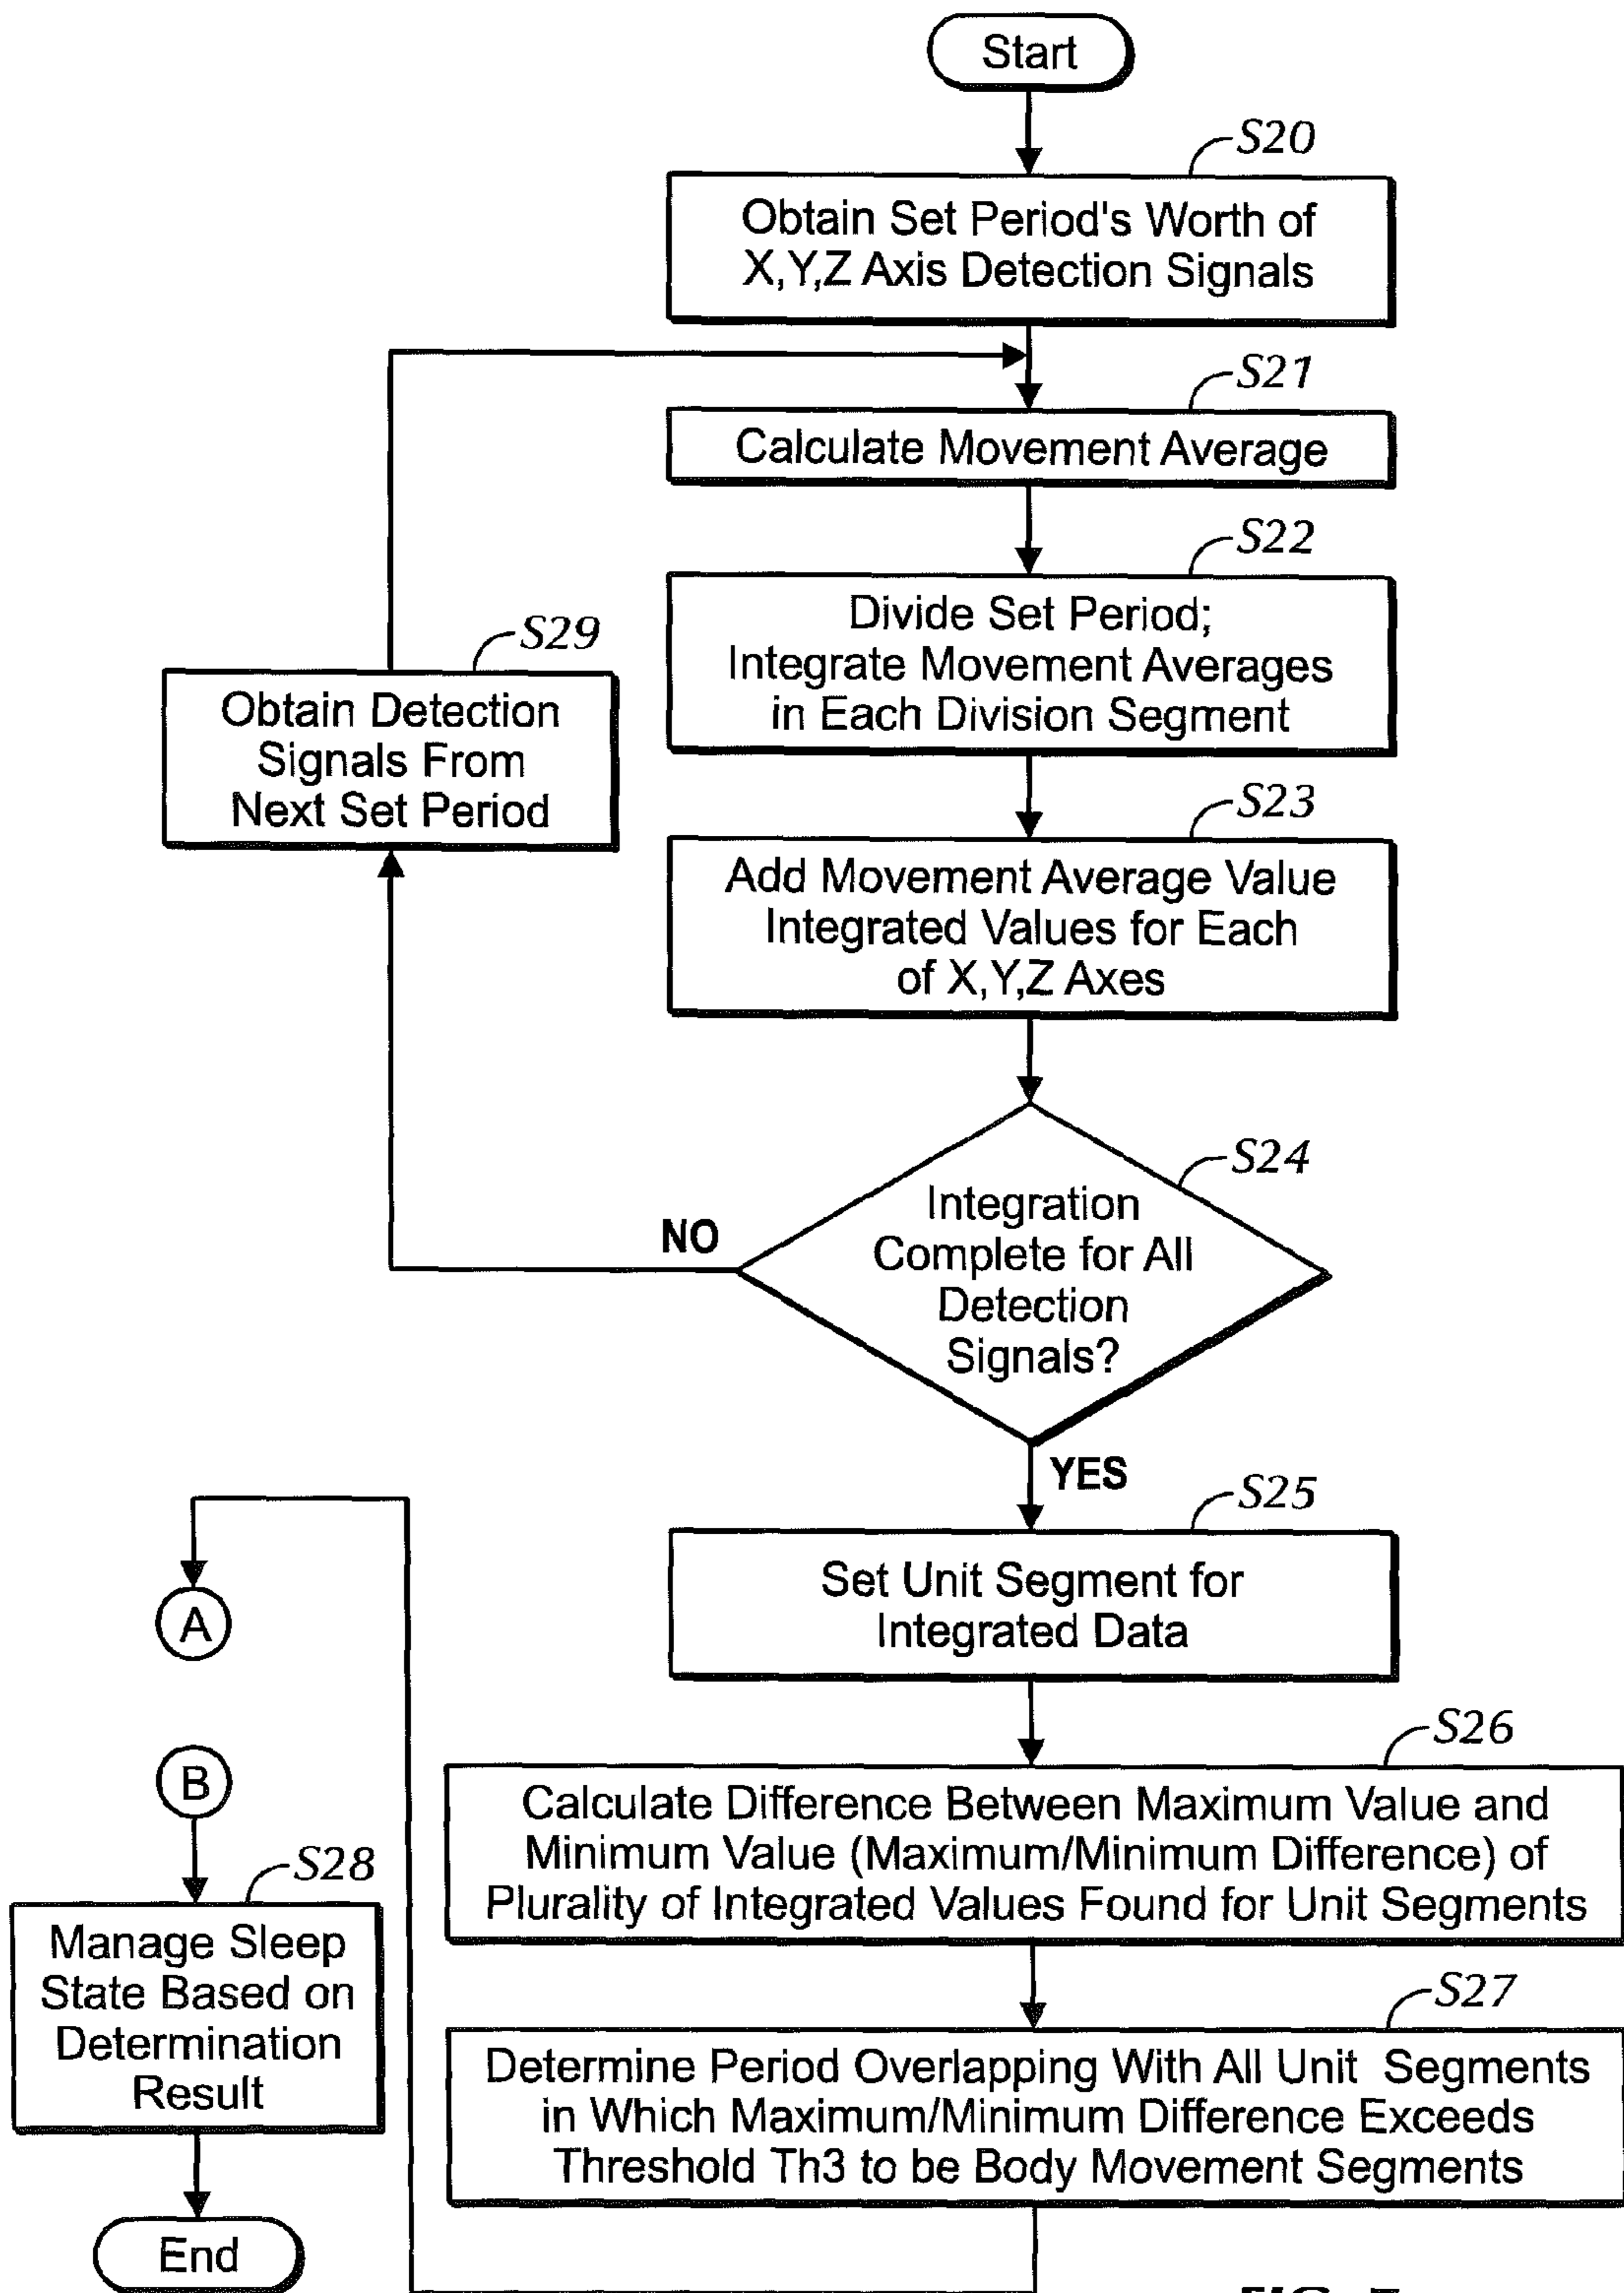 Start
S20
Obtain Set Period's Worth of
X,Y,Z Axis Detection Signals
S21
Calculate Movement Average
S22
Divide Set Period;
Integrate Movement Averages
in Each Division Segment
S29
Obtain Detection
Signals From
Next Set Period
S23
Add Movement Average Value
Integrated Values for Each
of X,Y,Z Axes
S24
Integration
Complete for All
Detection
Signals?
NO
YES
S25
Set Unit Segment for
Integrated Data
A
S26
Calculate Difference Between Maximum Value and
Minimum Value (Maximum/Minimum Difference) of
Plurality of Integrated Values Found for Unit Segments
B
S28
Manage Sleep
State Based on
Determination
Result
S27
Determine Period Overlapping With All Unit Segments
in Which Maximum/Minimum Difference Exceeds
Threshold Th3 to be Body Movement Segments
End